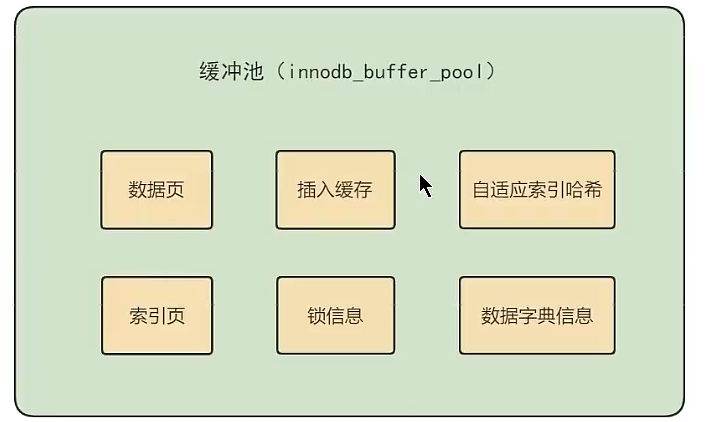 缓冲池（innodb_buffer_pool）
数据页
插入缓存
自适应索引哈希
索引页
锁信息
数据字典信息